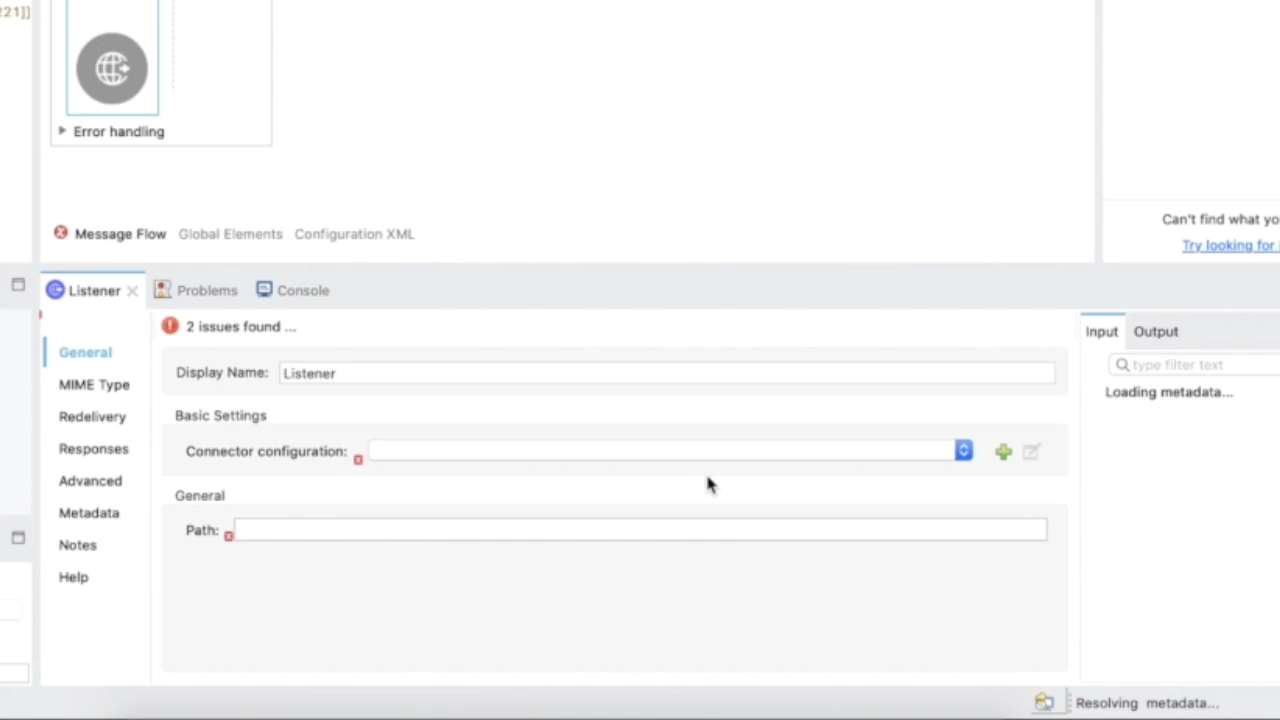 221]]
Error handling
Message Flow Global Elements Configuration XML
Can't find what yo
Try looking for
Listener Problems Console
2 issues found ...
General
MIME Type
Redelivery
Responses
Advanced
Metadata
Notes
Help
Display Name: Listener
Basic Settings
Connector configuration:
General
Path:
Input Output
type filter text
Loading metadata...
Resolving metadata...